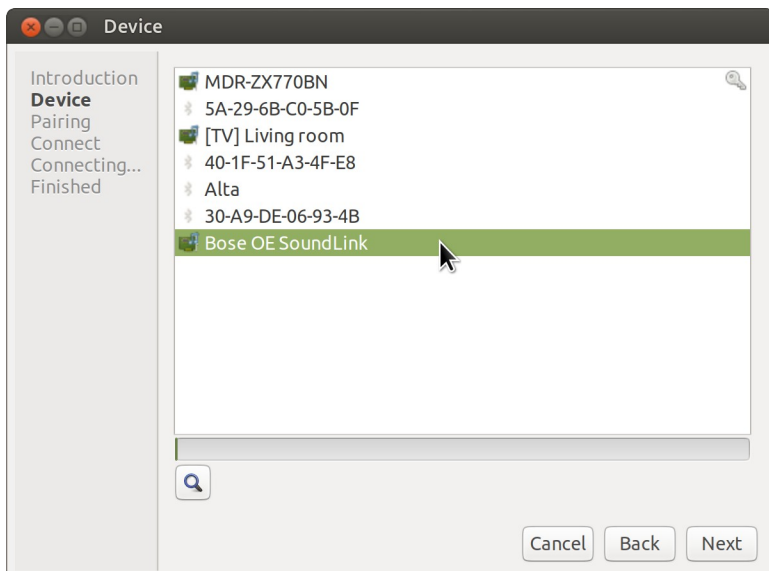 Device
Introduction
Device
Pairing
Connect
Connecting...
Finished
MDR-ZX770BN
5A-29-6B-C0-5B-0F
[TV] Living room
40-1F-51-A3-4F-E8
Alta
30-A9-DE-06-93-4B
Bose OE SoundLink
Cancel
Back
Next